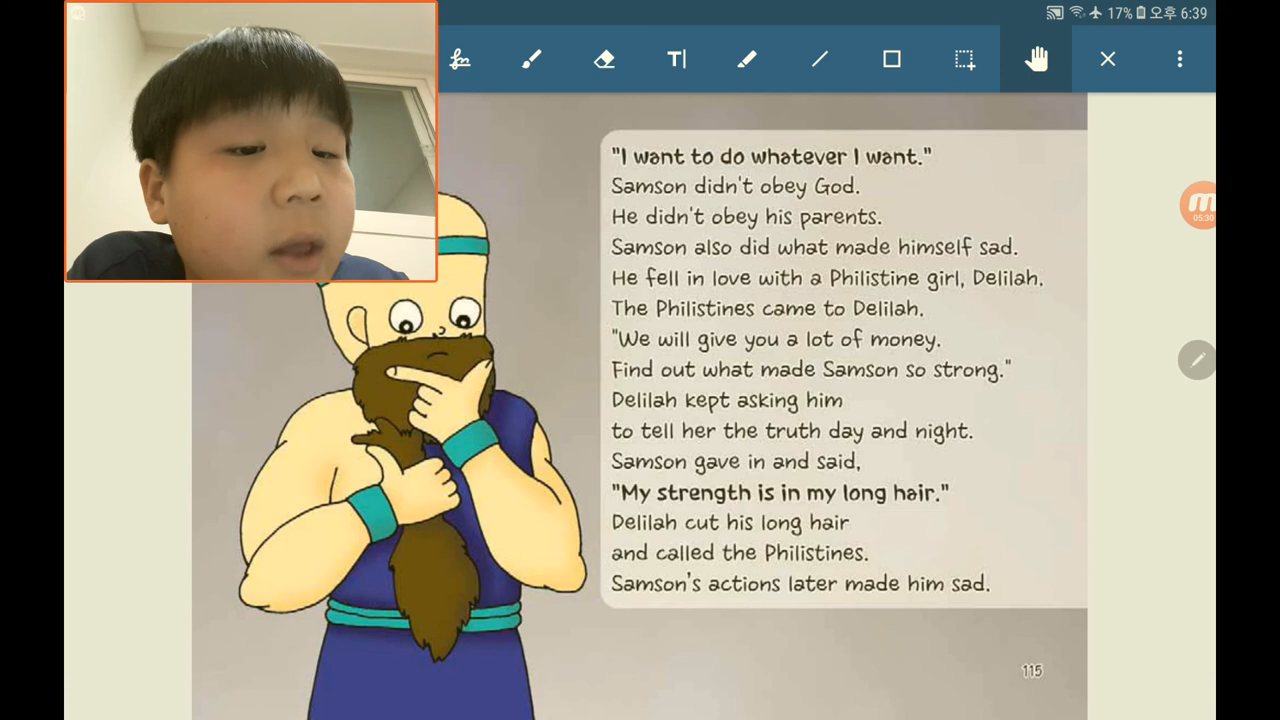 17% 오후 6:39
T
"I want to do whatever I want."
Samson didn't obey God.
He didn't obey his parents.
Samson also did what made himself sad.
He fell in love with a Philistine girl, Delilah.
The Philistines came to Delilah.
"We will give you a lot of money.
Find out what made Samson so strong."
Delilah kept asking him
to tell her the truth day and night.
Samson gave in and said,
"My strength is in my long hair."
Delilah cut his long hair
and called the Philistines.
Samson's actions later made him sad.
05:30
115